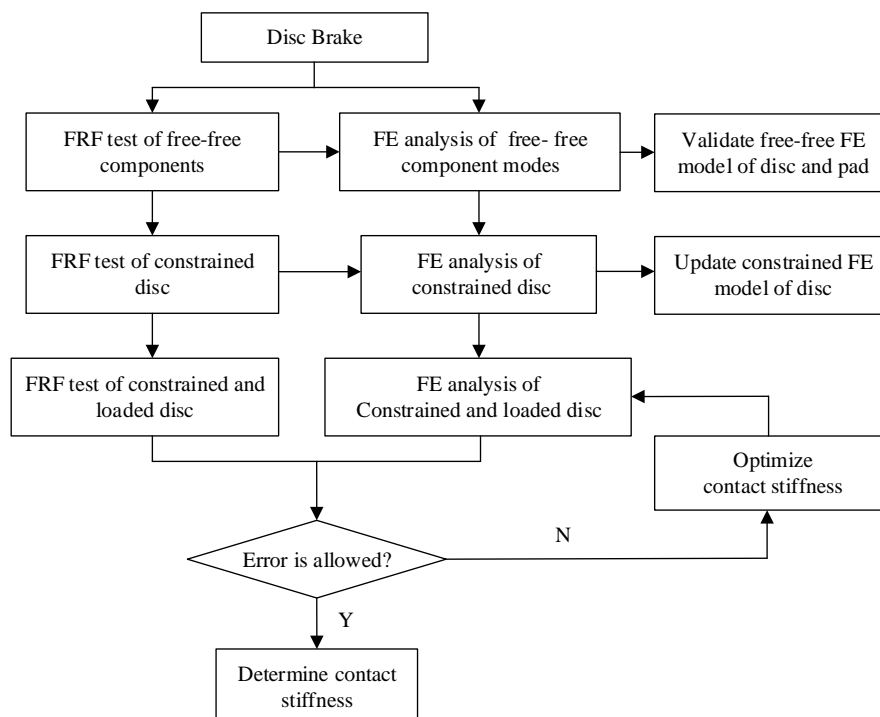 Disc Brake
FRF test of free-free
components
FE analysis of free- free
component modes
Validate free-free FE
model of disc and pad
FRF test of constrained
disc
FE analysis of
constrained disc
Update constrained FE
model of disc
FRF test of constrained and
loaded disc
FE analysis of
Constrained and loaded disc
Optimize
contact stiffness
Error is allowed?
N
Y
Determine contact
stiffness